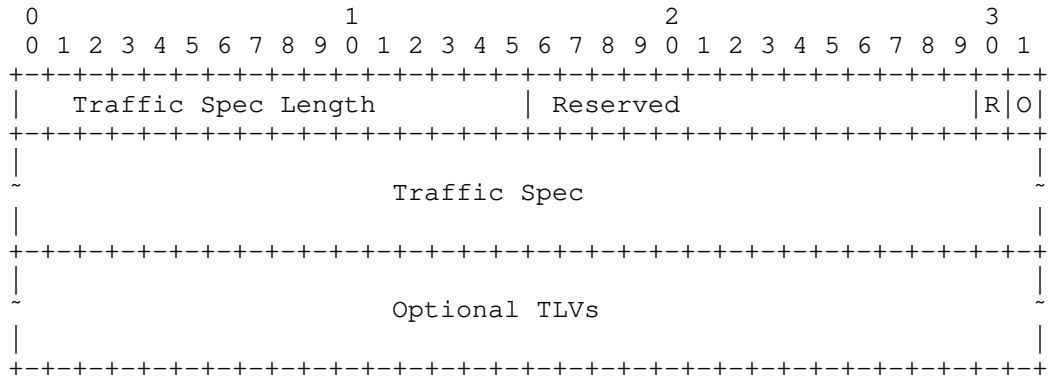 0                   1                   2                   3
 0 1 2 3 4 5 6 7 8 9 0 1 2 3 4 5 6 7 8 9 0 1 2 3 4 5 6 7 8 9 0 1
+-+-+-+-+-+-+-+-+-+-+-+-+-+-+-+-+-+-+-+-+-+-+-+-+-+-+-+-+-+-+-+-+
|   Traffic Spec Length         | Reserved                  |R|O|
+-+-+-+-+-+-+-+-+-+-+-+-+-+-+-+-+-+-+-+-+-+-+-+-+-+-+-+-+-+-+-+-+
|                                                               |
~                       Traffic Spec                            ~
|                                                               |
+-+-+-+-+-+-+-+-+-+-+-+-+-+-+-+-+-+-+-+-+-+-+-+-+-+-+-+-+-+-+-+-+
|                                                               |
~                       Optional TLVs                           ~
|                                                               |
+-+-+-+-+-+-+-+-+-+-+-+-+-+-+-+-+-+-+-+-+-+-+-+-+-+-+-+-+-+-+-+-+